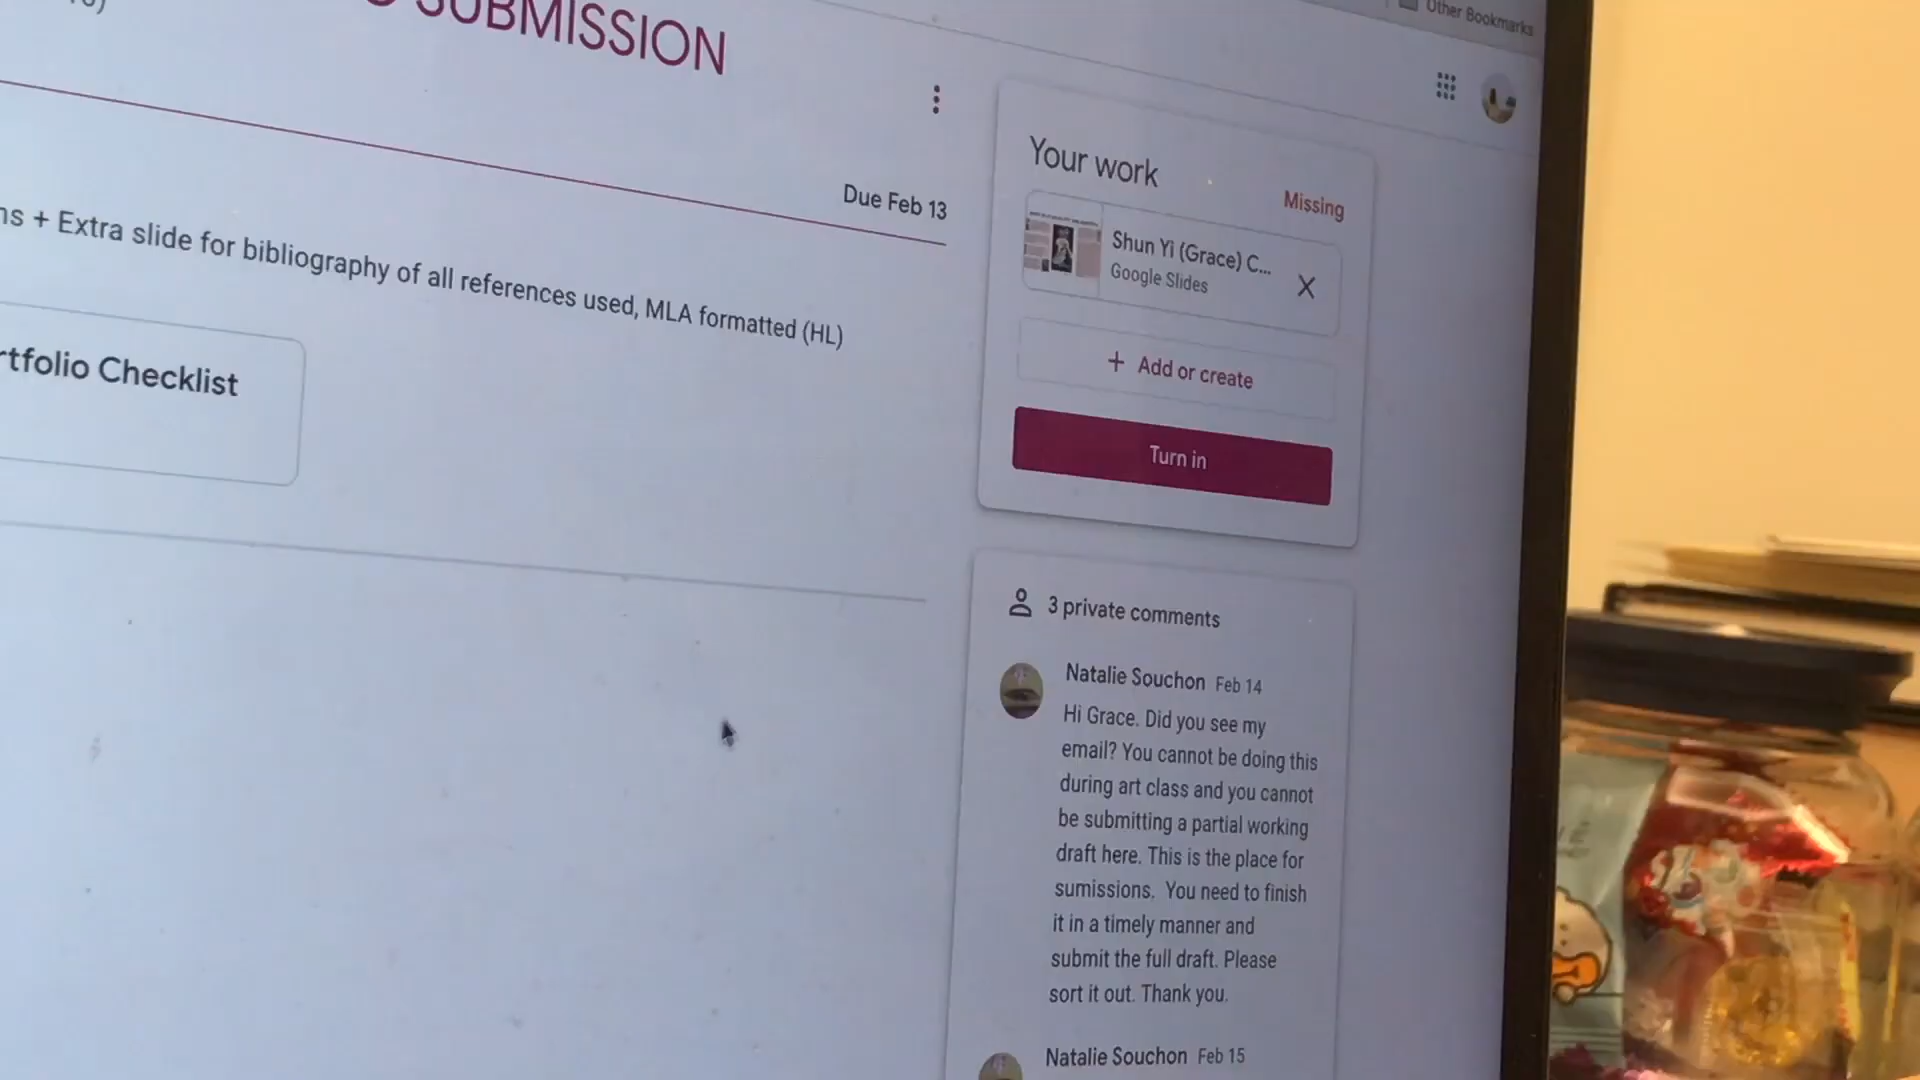 Other Bookmarks
SUBMISSION
Due Feb 13
+ Extra slide for bibliography of all references used, MLA formatted (HL)
Checklist
Your work
Missing
Shun Yi (Grace) C...
Google Slides
+ Add or create
Turn in
3 private comments
Natalie Souchon Feb 14
Hi Grace. Did you see my
email? You cannot be doing this
during art class and you cannot
be submitting a partial working
draft here. This is the place for
sumissions. You need to finish
it in a timely manner and
submit the full draft. Please
sort it out. Thank you.
Natalie Souchon Feb 15